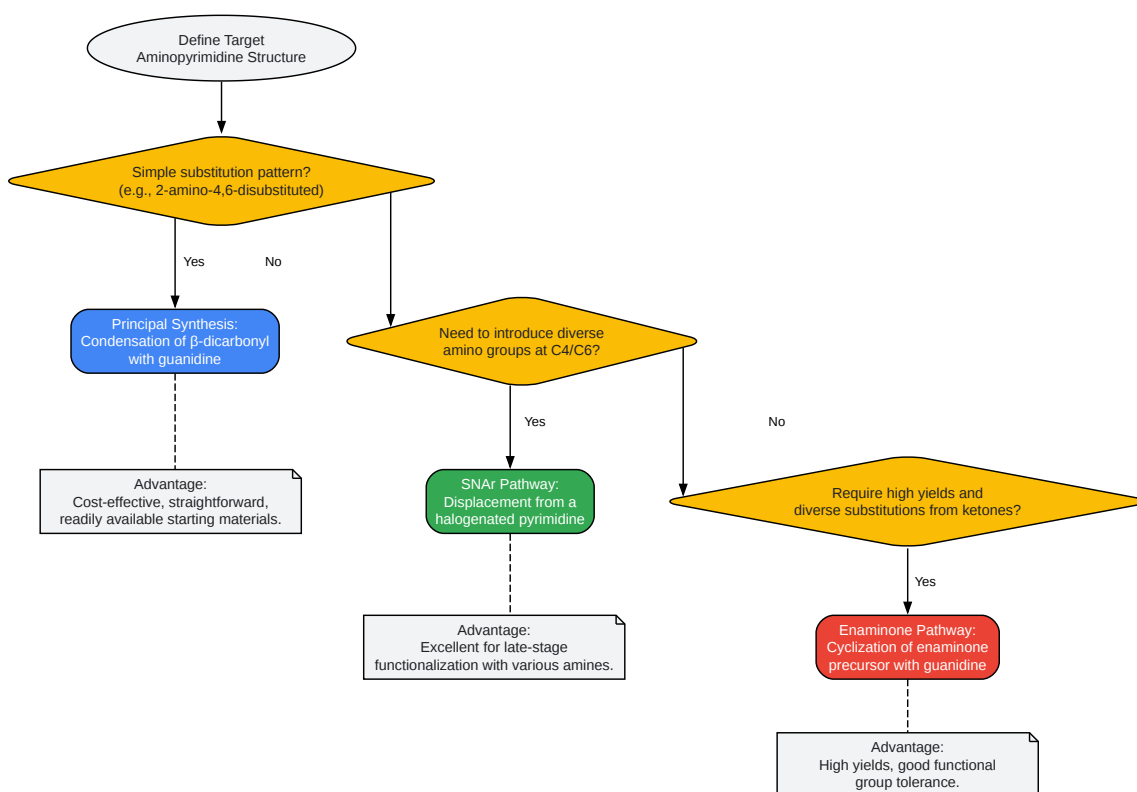 Define Target
Aminopyrimidine Structure
Simple substitution pattern?
(e.g., 2-amino-4,6-disubstituted)
Yes
No
Principal Synthesis:
Condensation of β-dicarbonyl
with guanidine
Need to introduce diverse
amino groups at C4/C6?
Yes
No
Advantage:
Cost-effective, straightforward,
readily available starting materials.
SNAr Pathway:
Displacement from a
halogenated pyrimidine
Require high yields and
diverse substitutions from ketones?
Yes
Advantage:
Excellent for late-stage
functionalization with various amines.
Enaminone Pathway:
Cyclization of enaminone
precursor with guanidine
Advantage:
High yields, good functional
group tolerance.